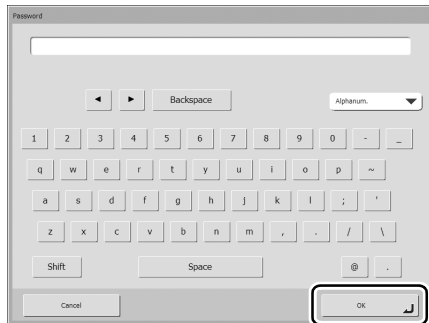 Password
◄ ► Backspace Alphanum.
1 2 3 4 5 6 7 8 9 0 - _
q w e r t y u i o p ~
a s d f g h j k l ; '
z x c v b n m , . / \
Shift Space @ .
Cancel OK